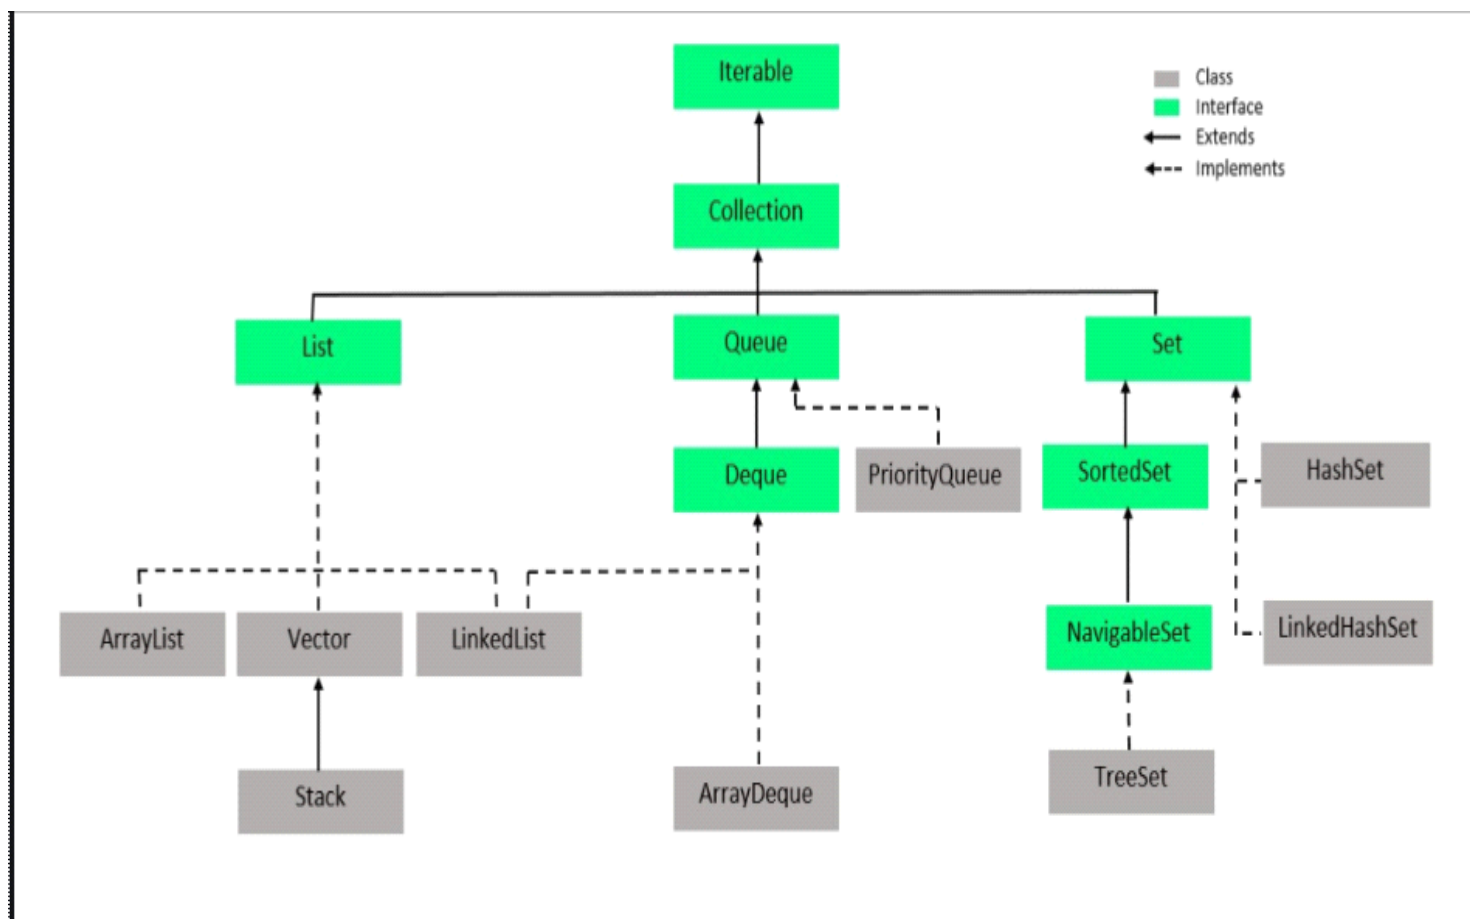 Iterable
Class
Interface
Extends
Implements
Collection
List
Queue
Set
Deque
PriorityQueue
SortedSet
HashSet
ArrayList
Vector
LinkedList
NavigableSet
LinkedHashSet
Stack
ArrayDeque
TreeSet